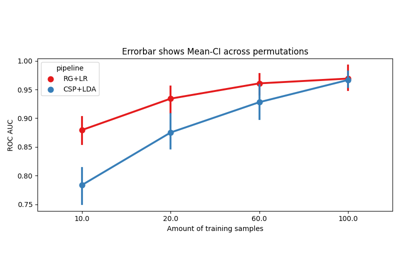 Errorbar shows Mean-CI across permutations
1.00
0.95
0.90
0.85
0.80
0.75
ROC AUC
pipeline
RG+LR
CSP+LDA
10.0 20.0 60.0 100.0
Amount of training samples